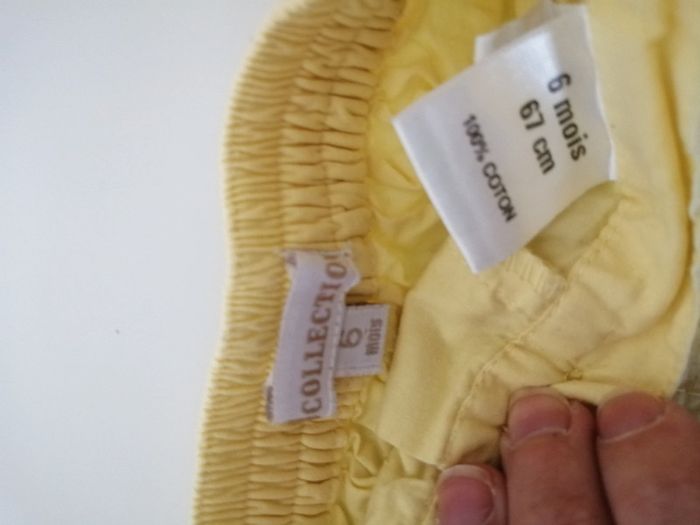 6 mois
67 cm
100% COTON
COLLECTIO
6
mois